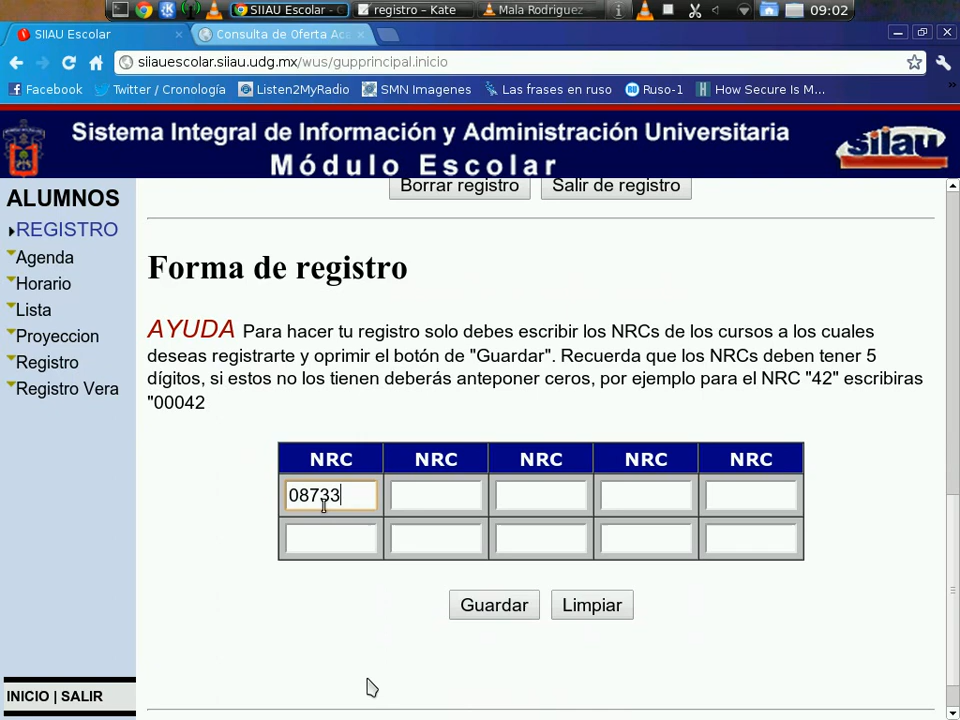 SIIAU Escolar - C
registro – Kate
Mala Rodriguez
09:02
SIIAU Escolar
Consulta de Oferta Aca
siiauescolar.siiau.udg.mx/wus/gupprincipal.inicio
Facebook
Twitter / Cronología
Listen2MyRadio
SMN Imagenes
Las frases en ruso
RU Ruso-1
H How Secure Is M...
»
Sistema Integral de Información y Administración Universitaria
Módulo Escolar
siiau
ALUMNOS
REGISTRO
Agenda
Horario
Lista
Proyeccion
Registro
Registro Vera
INICIO | SALIR
Borrar registro
Salir de registro
Forma de registro
AYUDA Para hacer tu registro solo debes escribir los NRCs de los cursos a los cuales
deseas registrarte y oprimir el botón de "Guardar". Recuerda que los NRCs deben tener 5
dígitos, si estos no los tienen deberás anteponer ceros, por ejemplo para el NRC "42" escribiras
"00042
NRC NRC NRC NRC NRC
08733
Guardar
Limpiar